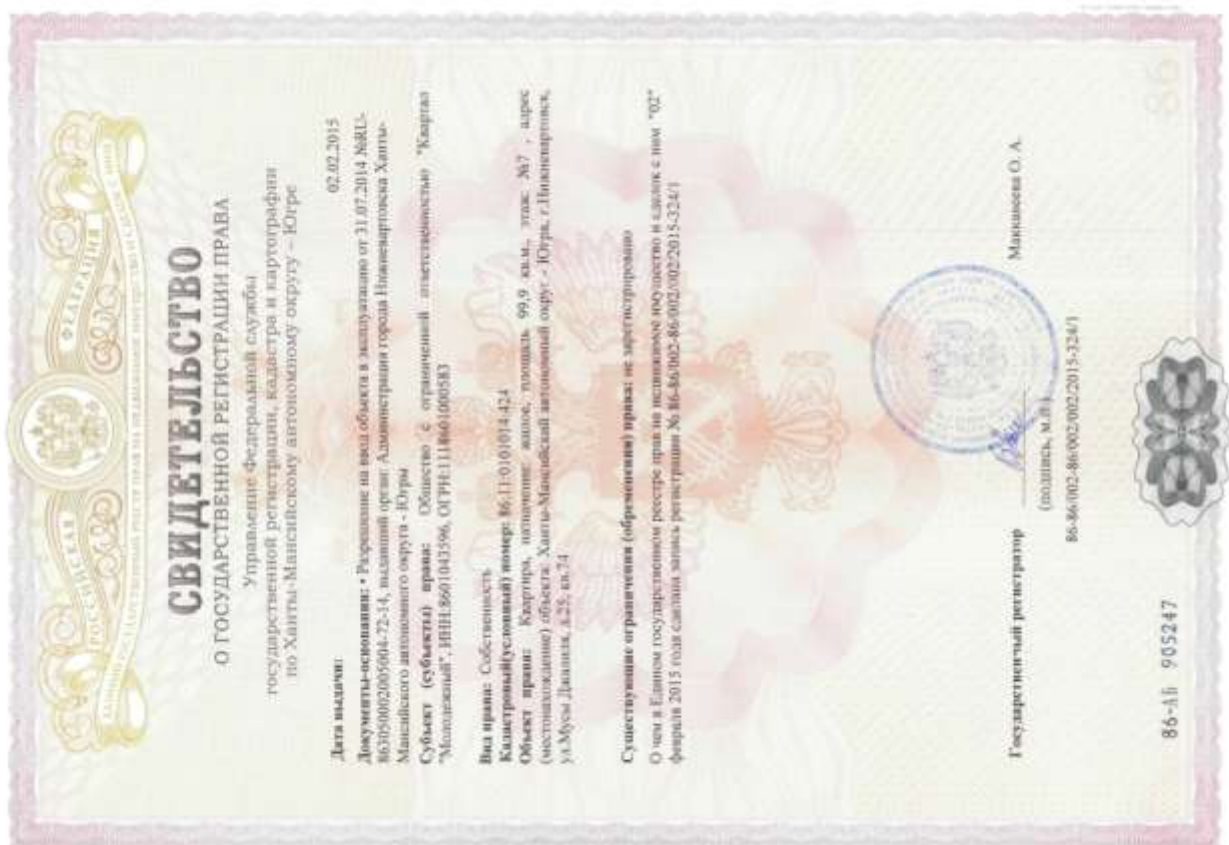 РОССИЙСКАЯ ФЕДЕРАЦИЯ
СВИДЕТЕЛЬСТВО
О ГОСУДАРСТВЕННОЙ РЕГИСТРАЦИИ ПРАВА
Управление Федеральной службы
государственной регистрации, кадастра и картографии
по Ханты-Мансийскому автономному округу – Югре
Дата выдачи: 02.02.2015
Документы-основания: • Разрешение на ввод объекта в эксплуатацию от 31.07.2014 №RU-
863050002005004-72-14, выдавший орган: Администрация города Нижневартовска Ханты-
Мансийского автономного округа - Югры
Субъект (субъекты) права: Общество с ограниченной ответственностью "Квартал
"Молодежный", ИНН:8601043596, ОГРН:1118601000583
Вид права: Собственность
Кадастровый(условный) номер: 86:11:0101014:424
Объект права: Квартира, назначение: жилое, площадь 99,9 кв.м., этаж №7 , адрес
(местонахождение) объекта: Ханты-Мансийский автономный округ - Югра, г.Нижневартовск,
ул.Мусы Джалиля, д.25, кв.74
Существующие ограничения (обременения) права: не зарегистрировано
О чем в Едином государственном реестре прав на недвижимое имущество и сделок с ним "02"
февраля 2015 года сделана запись регистрации № 86-86/002-86/002/002/2015-324/1
Государственный регистратор Макканеева О. А.
(подпись, м.п.)
86-86/002-86/002/002/2015-324/1
86-АБ 905247
86